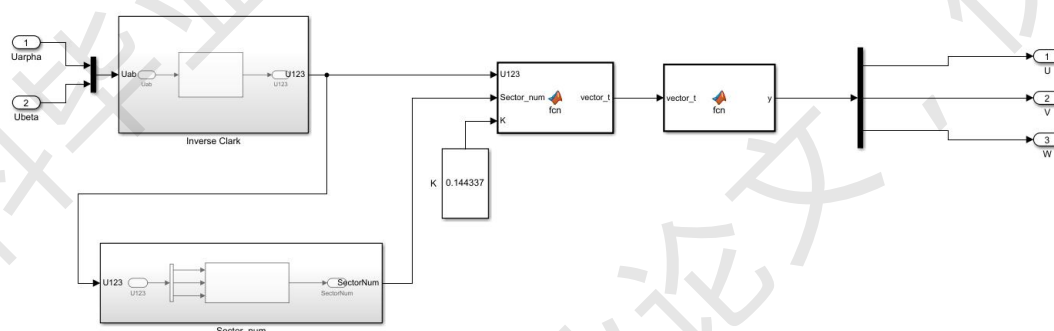 1
Uarpha
2
Ubeta
Uab
Uab
U123
U123
Inverse Clark
U123
Sector_num
K
fcn
vector_t
vector_t
fcn
y
1
U
2
V
3
W
K
0.144337
U123
U123
SectorNum
SectorNum
Sector_num